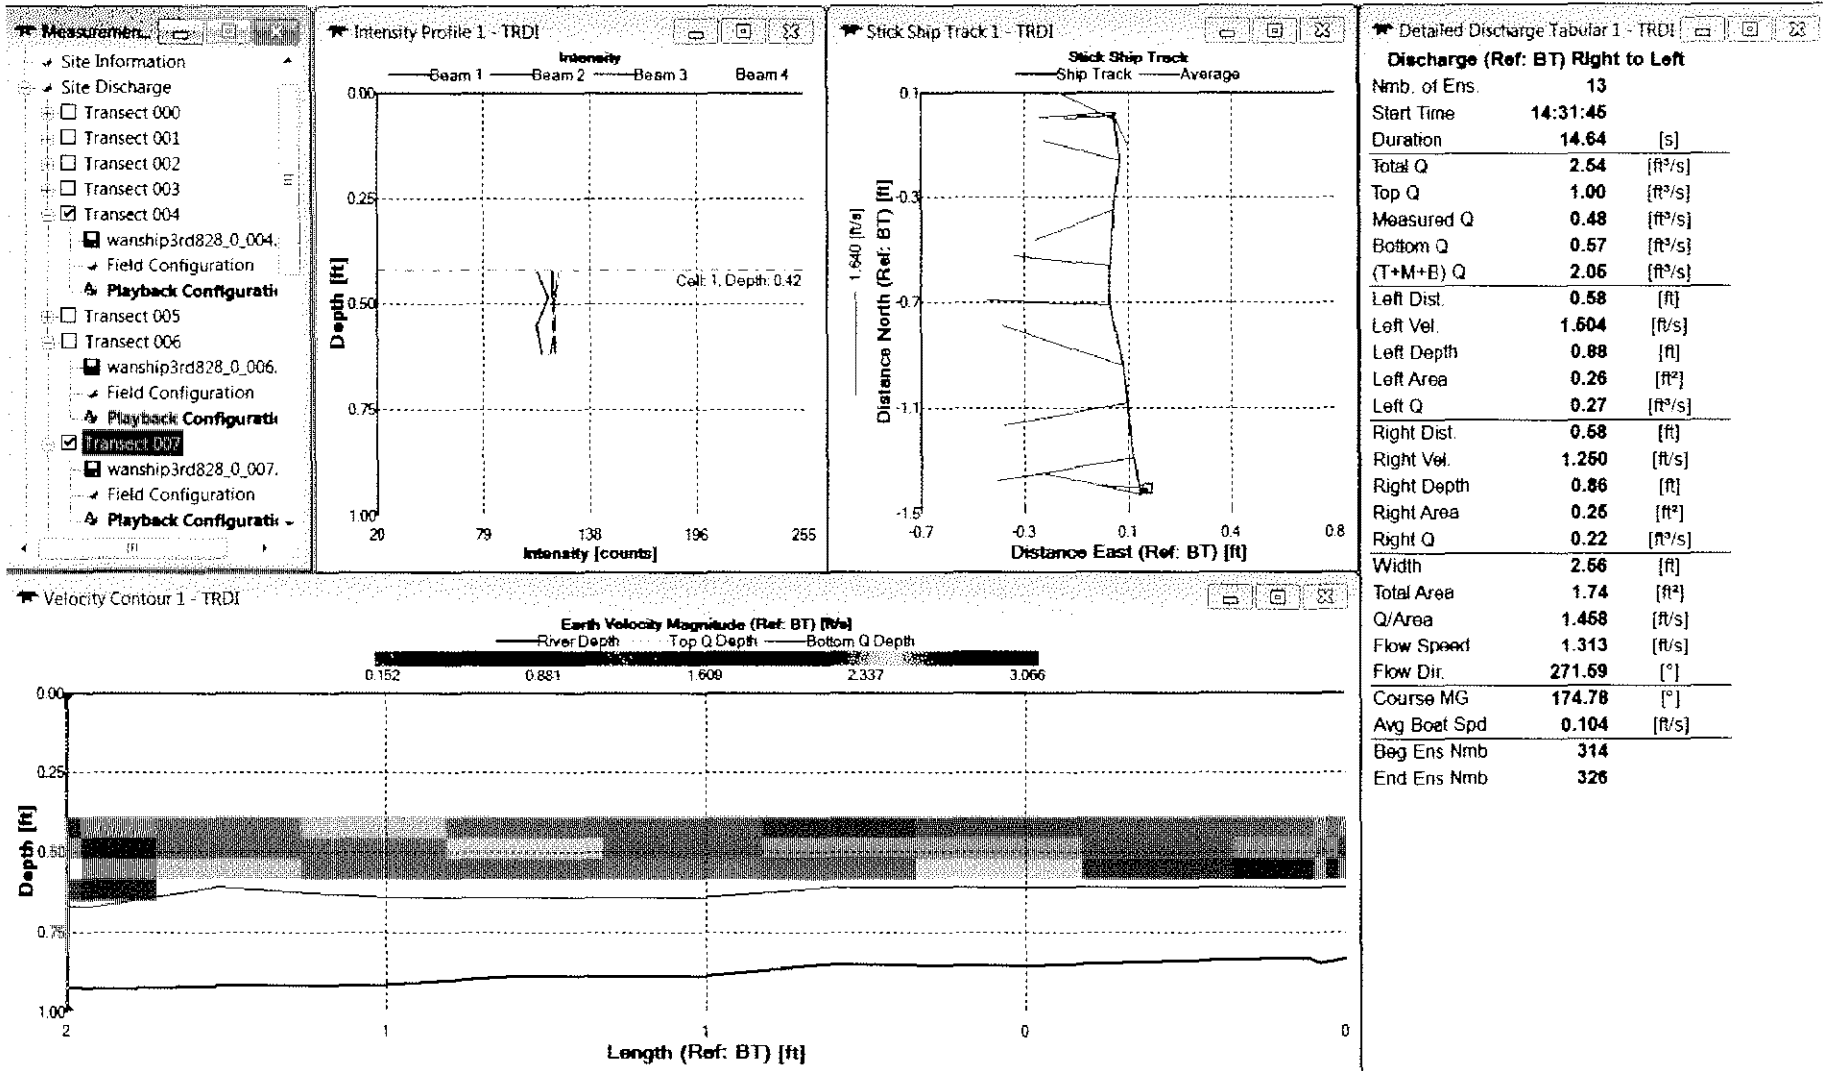 Measuremen...
Site Information
Site Discharge
Transect 000
Transect 001
Transect 002
Transect 003
Transect 004
wanship3rd828_0_004.
Field Configuration
Playback Configurati
Transect 005
Transect 006
wanship3rd828_0_006.
Field Configuration
Playback Configurati
Transect 007
wanship3rd828_0_007.
Field Configuration
Playback Configurati
Intensity Profile 1 - TRDI
Intensity
Beam 1 Beam 2 Beam 3 Beam 4
Depth [ft]
0.00
0.25
0.50
0.75
1.00
Cell: 1, Depth: 0.42
20 79 138 196 255
Intensity [counts]
Stick Ship Track 1 - TRDI
Stick Ship Track
Ship Track Average
1.640 [ft/s]
Distance North (Ref: BT) [ft]
0.1
-0.3
-0.7
-1.1
-1.5
-0.7 -0.3 0.1 0.4 0.8
Distance East (Ref: BT) [ft]
Detailed Discharge Tabular 1 - TRDI
Discharge (Ref: BT) Right to Left
Nmb. of Ens. 13
Start Time 14:31:45
Duration 14.64 [s]
Total Q 2.54 [ft³/s]
Top Q 1.00 [ft³/s]
Measured Q 0.48 [ft³/s]
Bottom Q 0.57 [ft³/s]
(T+M+B) Q 2.05 [ft³/s]
Left Dist. 0.58 [ft]
Left Vel. 1.504 [ft/s]
Left Depth 0.88 [ft]
Left Area 0.26 [ft²]
Left Q 0.27 [ft³/s]
Right Dist. 0.58 [ft]
Right Vel. 1.250 [ft/s]
Right Depth 0.86 [ft]
Right Area 0.25 [ft²]
Right Q 0.22 [ft³/s]
Width 2.56 [ft]
Total Area 1.74 [ft²]
Q/Area 1.458 [ft/s]
Flow Speed 1.313 [ft/s]
Flow Dir. 271.59 [°]
Course MG 174.78 [°]
Avg Boat Spd 0.104 [ft/s]
Beg Ens Nmb 314
End Ens Nmb 326
Velocity Contour 1 - TRDI
Earth Velocity Magnitude (Ref: BT) [ft/s]
River Depth Top Q Depth Bottom Q Depth
0.152 0.881 1.609 2.337 3.066
Depth [ft]
0.00
0.25
0.50
0.75
1.00
2 1 1 0 0
Length (Ref: BT) [ft]